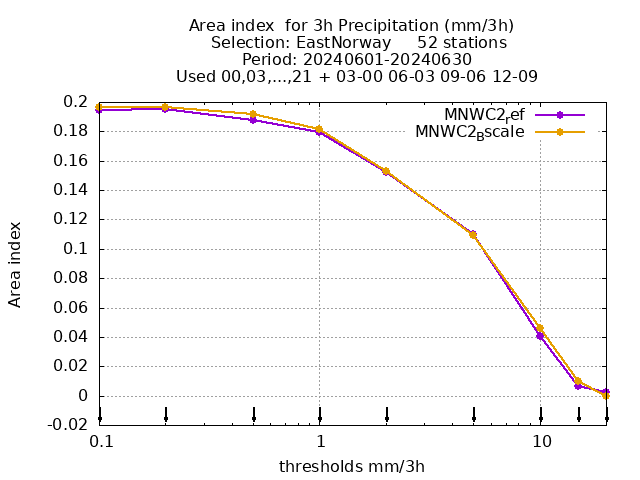 Area index  for 3h Precipitation (mm/3h)
Selection: EastNorway     52 stations
Period: 20240601-20240630
Used 00,03,...,21 + 03-00 06-03 09-06 12-09
MNWC2ref
MNWC2Bscale
0.2
0.18
0.16
0.14
0.12
0.1
0.08
0.06
0.04
0.02
0
-0.02
Area index
0.1 1 10
thresholds mm/3h